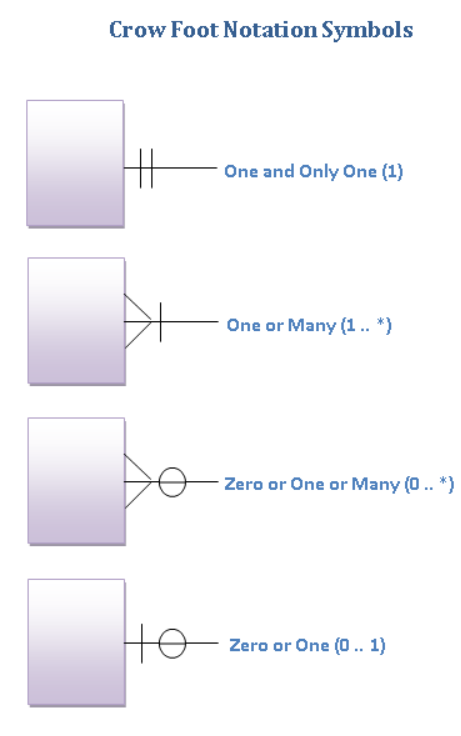 Crow Foot Notation Symbols
One and Only One (1)
One or Many (1 .. *)
Zero or One or Many (0 .. *)
Zero or One (0 .. 1)